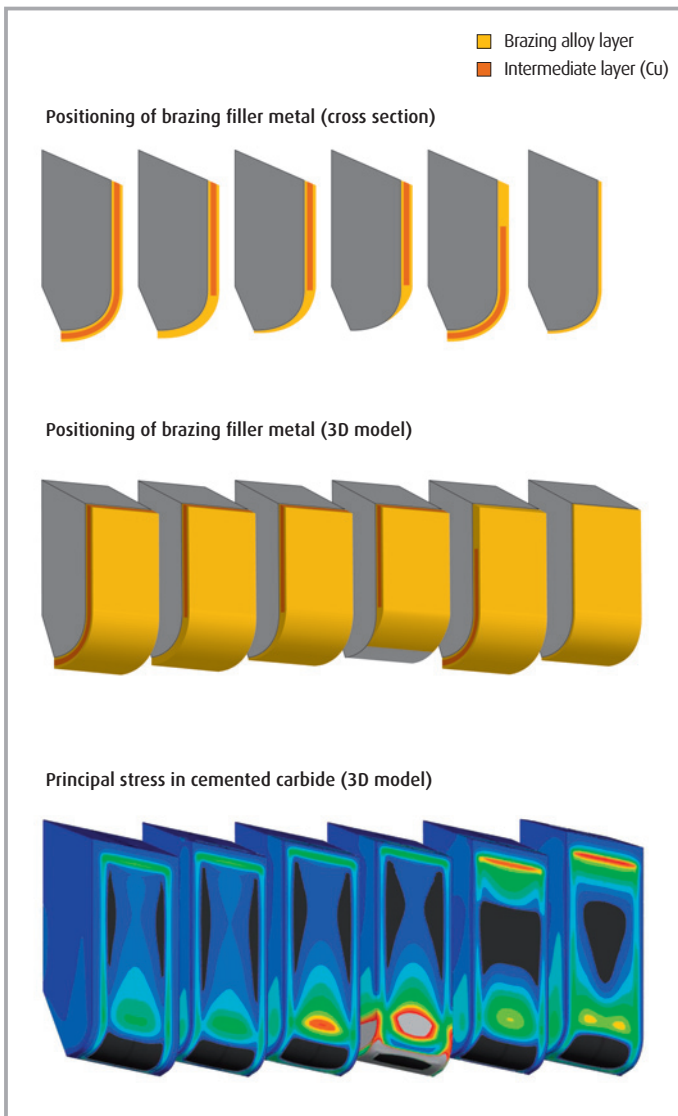 Brazing alloy layer
Intermediate layer (Cu)
Positioning of brazing filler metal (cross section)
Positioning of brazing filler metal (3D model)
Principal stress in cemented carbide (3D model)